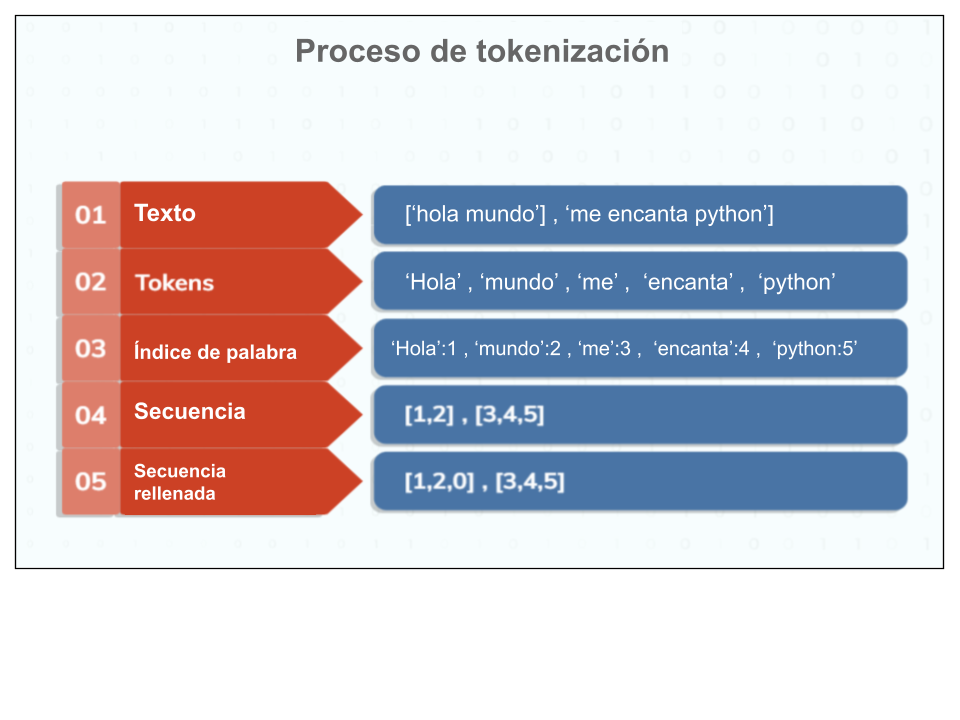 Proceso de tokenización
01 Texto [‘hola mundo’] , ‘me encanta python’]
02 Tokens ‘Hola’ , ‘mundo’ , ‘me’ , ‘encanta’ , ‘python’
03 Índice de palabra ‘Hola’:1 , ‘mundo’:2 , ‘me’:3 , ‘encanta’:4 , ‘python:5’
04 Secuencia [1,2] , [3,4,5]
05 Secuencia
rellenada [1,2,0] , [3,4,5]